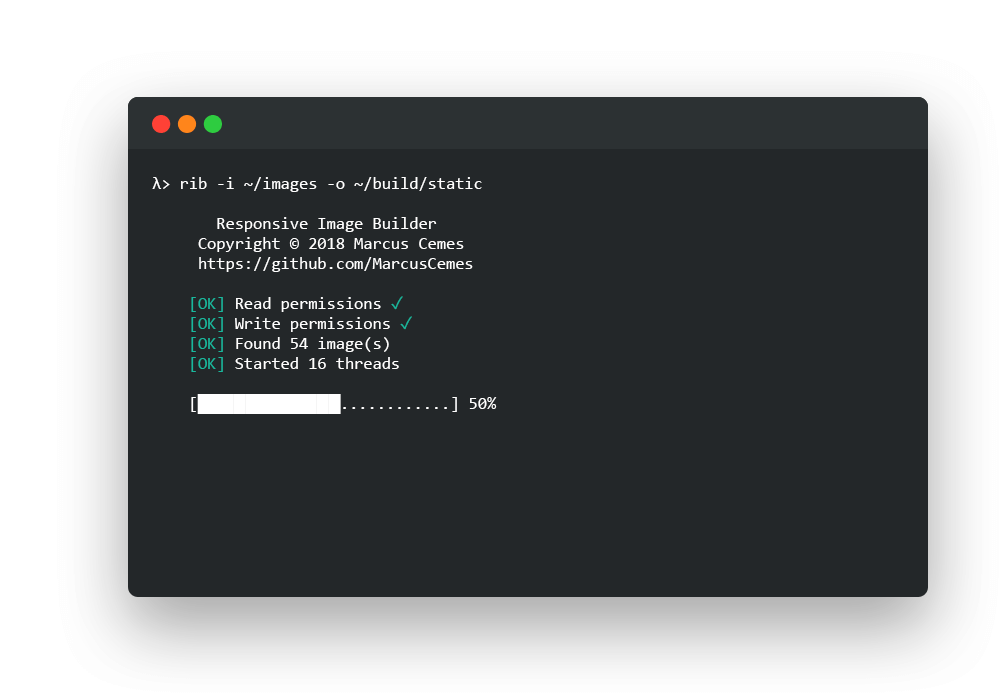 λ> rib -i ~/images -o ~/build/static
Responsive Image Builder
Copyright © 2018 Marcus Cemes
https://github.com/MarcusCemes
[OK] Read permissions ✓
[OK] Write permissions ✓
[OK] Found 54 image(s)
[OK] Started 16 threads
[████████████████............] 50%